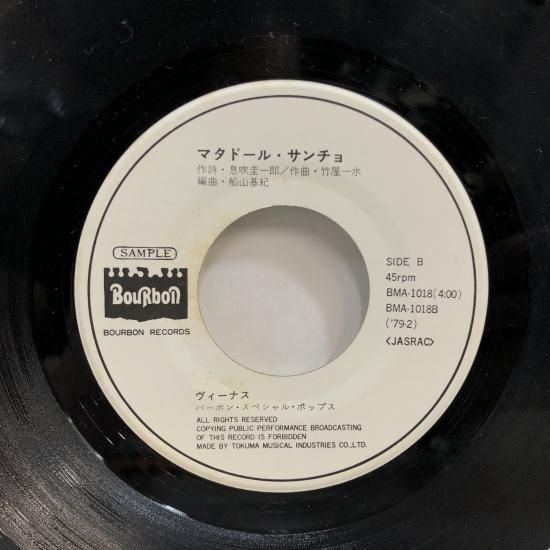 マタドール・サンチョ
作詩・息吹圭一郎／作曲・竹屋一水
編曲・船山基紀
SAMPLE
BOURBON
BOURBON RECORDS
SIDE B
45rpm
BMA-1018(4:00)
BMA-1018B
('79·2)
<JASRAC>
ヴィーナス
バーボン・スペシャル・ポップス
ALL RIGHTS RESERVED
COPYING PUBLIC PERFORMANCE BROADCASTING
OF THIS RECORD IS FORBIDDEN
MADE BY TOKUMA MUSICAL INDUSTRIES CO.,LTD.